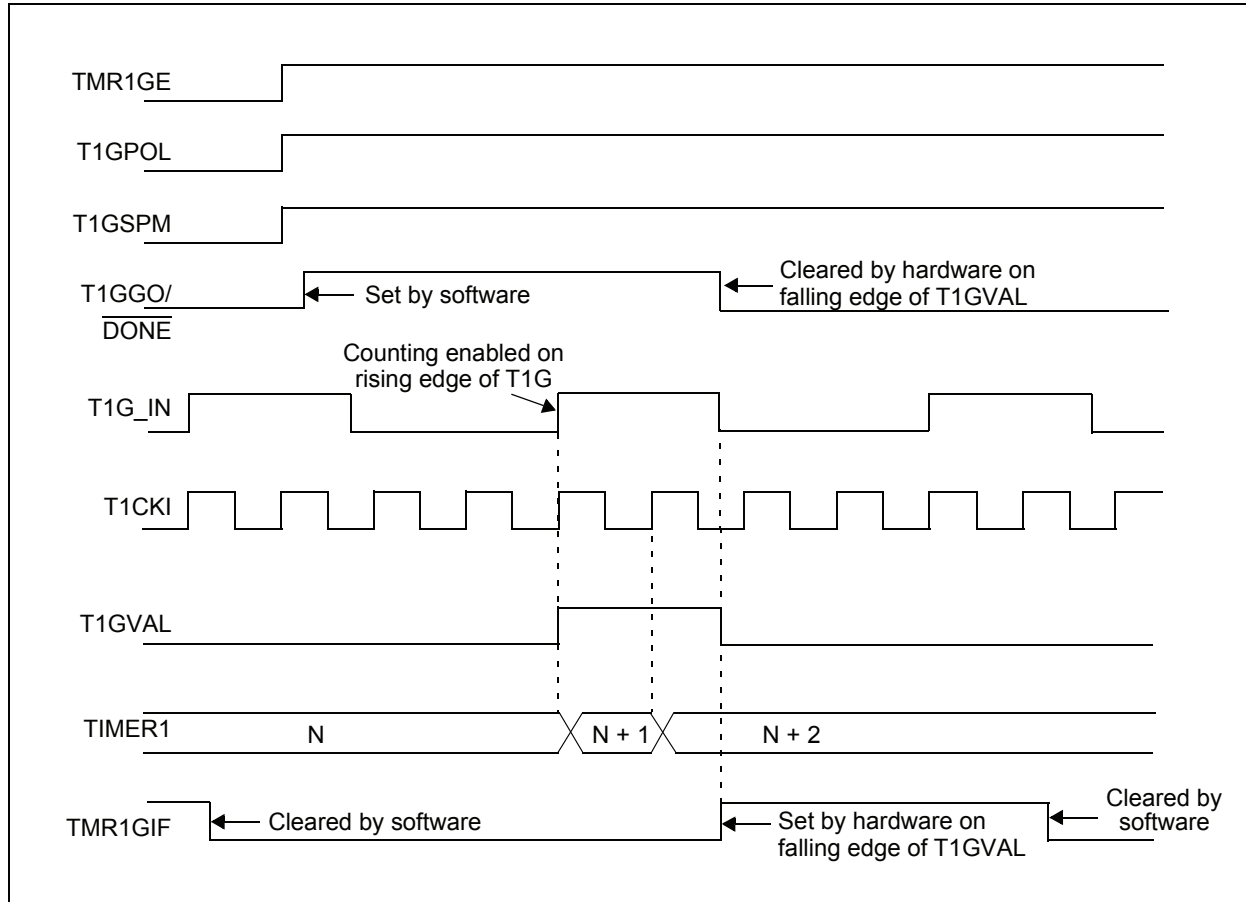 TMR1GE
T1GPOL
T1GSPM
T1GGO/
DONE
Set by software
Cleared by hardware on
falling edge of T1GVAL
Counting enabled on
rising edge of T1G
T1G_IN
T1CKI
T1GVAL
TIMER1
N
N + 1
N + 2
TMR1GIF
Cleared by software
Set by hardware on
falling edge of T1GVAL
Cleared by
software